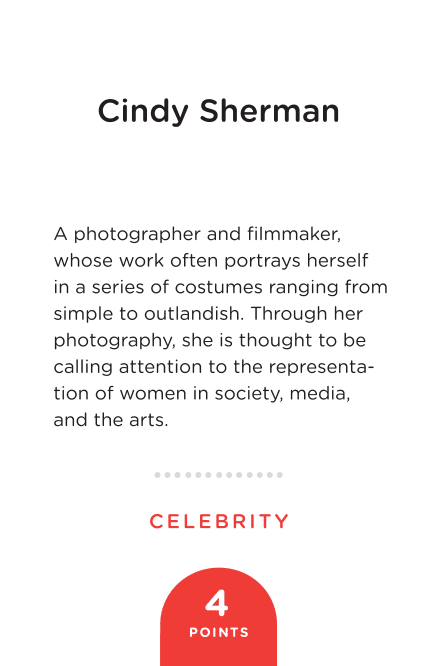 Cindy Sherman
A photographer and filmmaker,
whose work often portrays herself
in a series of costumes ranging from
simple to outlandish. Through her
photography, she is thought to be
calling attention to the representa-
tion of women in society, media,
and the arts.
CELEBRITY
4
POINTS